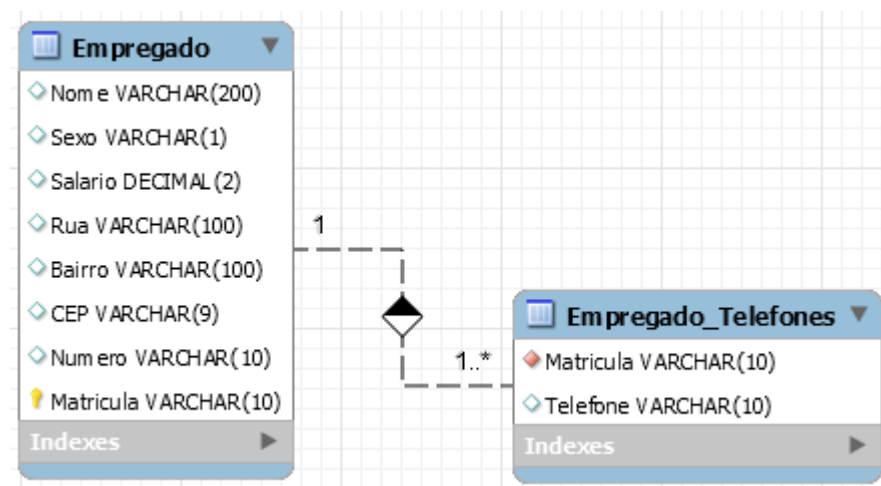 Empregado
Nome VARCHAR(200)
Sexo VARCHAR(1)
Salario DECIMAL(2)
Rua VARCHAR(100)
Bairro VARCHAR(100)
CEP VARCHAR(9)
Numero VARCHAR(10)
Matricula VARCHAR(10)
Indexes
1
1..*
Empregado_Telefones
Matricula VARCHAR(10)
Telefone VARCHAR(10)
Indexes